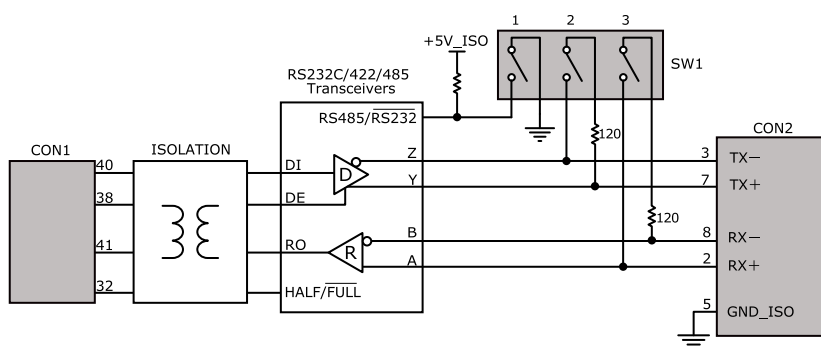 1 2 3
+5V_ISO
SW1
RS232C/422/485
Transceivers
RS485/RS232
120
CON2
CON1
ISOLATION
40
DI
D
Z
3
TX−
38
DE
Y
7
TX+
120
41
RO
R
B
8
RX−
A
2
RX+
32
HALF/FULL
5
GND_ISO